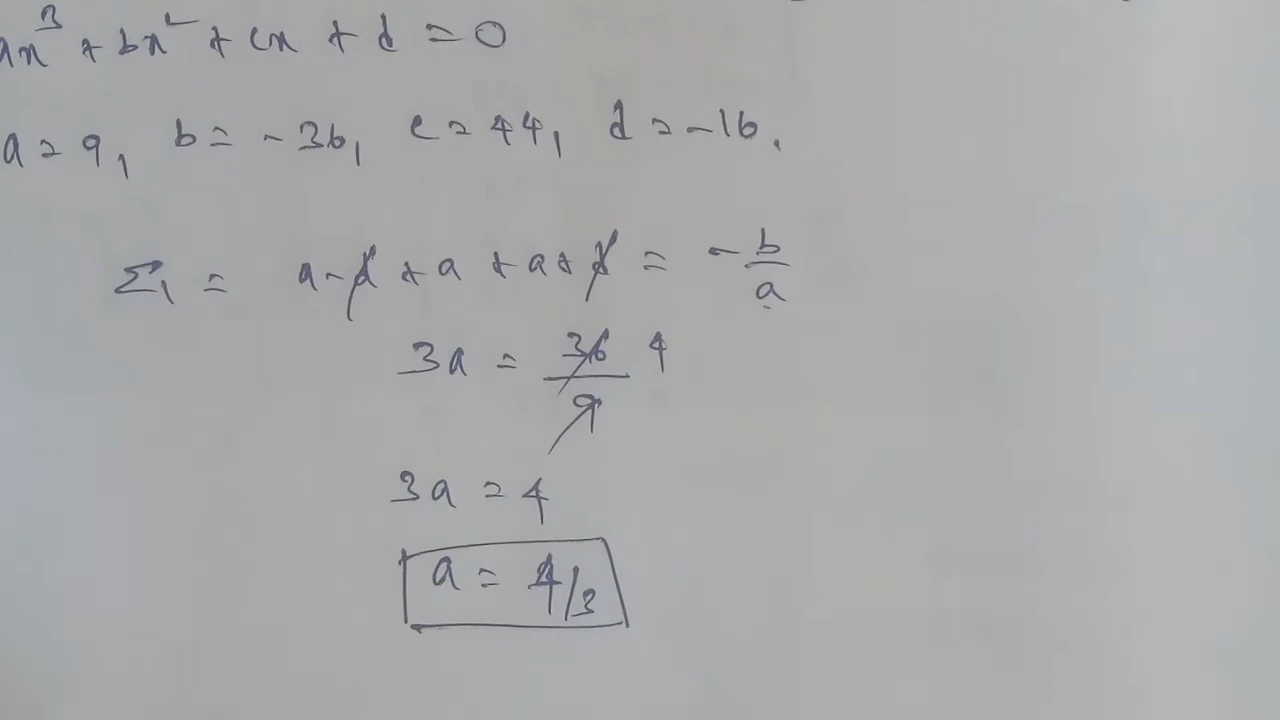 ax³ + bx² + cx + d = 0
a = 9, b = -36, c = 44, d = -16.
Σ₁ = a - d + a + a + d = - b/a
3a = 36/9 4
3a = 4
a = 4/3